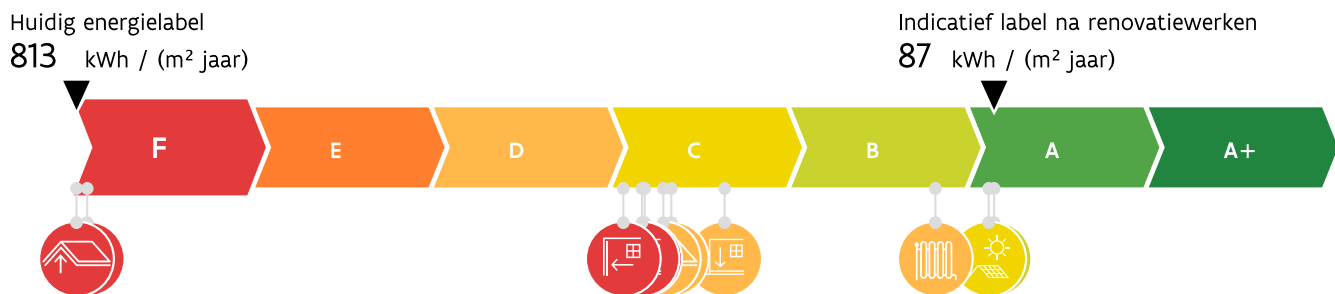 Huidig energielabel
813 kWh / (m² jaar)
Indicatief label na renovatiewerken
87 kWh / (m² jaar)
F E D C B A A+